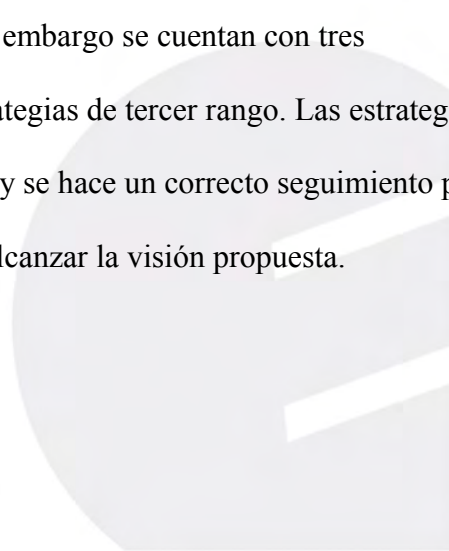 embargo se cuentan con tres
ategias de tercer rango. Las estrateg
y se hace un correcto seguimiento p
lcanzar la visión propuesta.